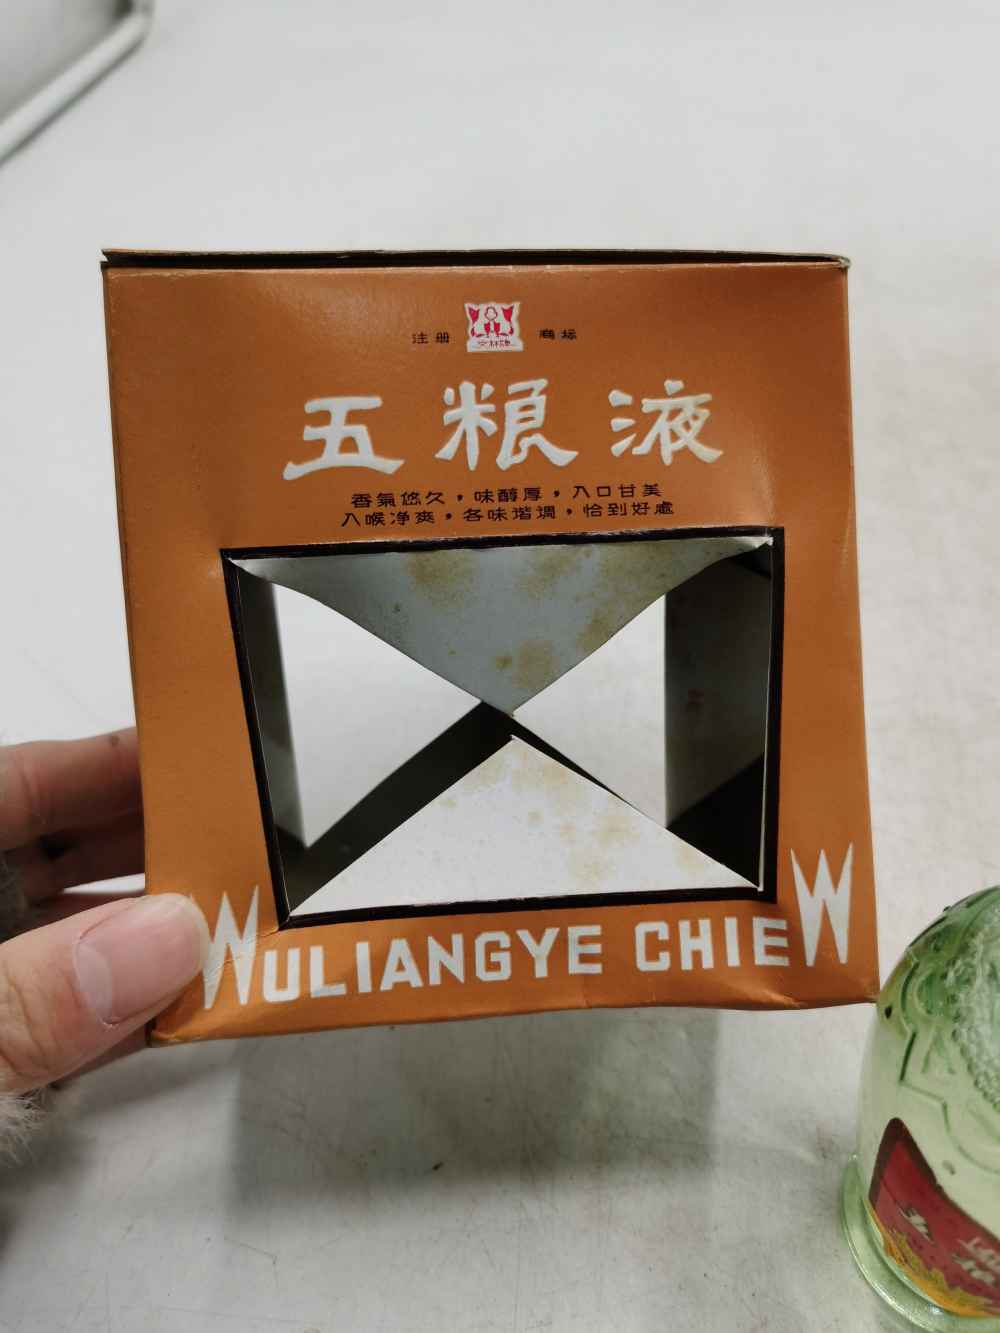 注册 商标
五粮液
香氣悠久，味醇厚，入口甘美
入喉净爽，各味谐调，恰到好處
WULIANGYE CHIEW